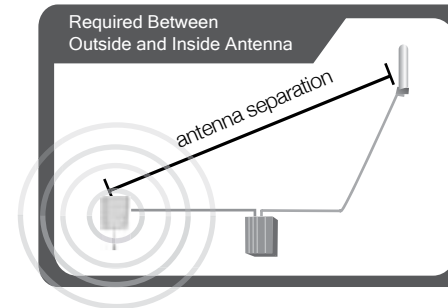 Required Between
Outside and Inside Antenna
antenna separation